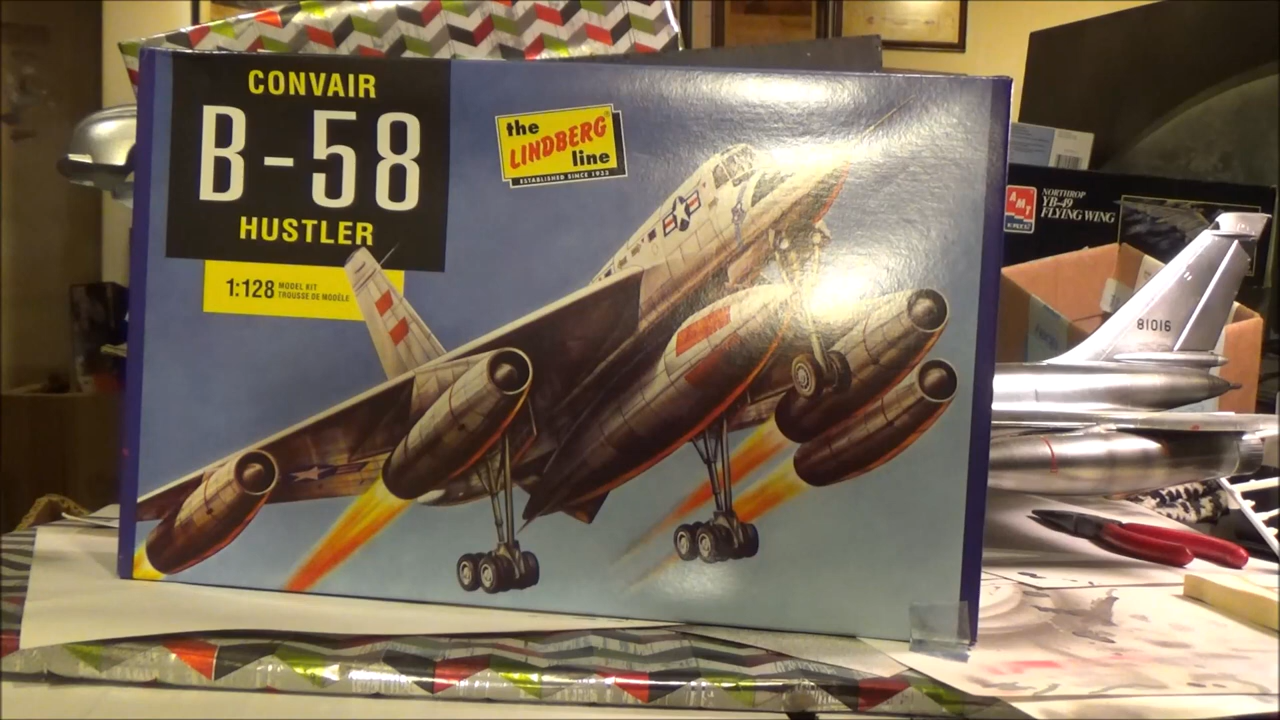 CONVAIR
B-58
HUSTLER
1:128 MODEL KIT
TROUSSE DE MODÈLE
the
LINDBERG®
line
ESTABLISHED SINCE 1933
AMT
NORTHROP
YB-49
FLYING WING
81016